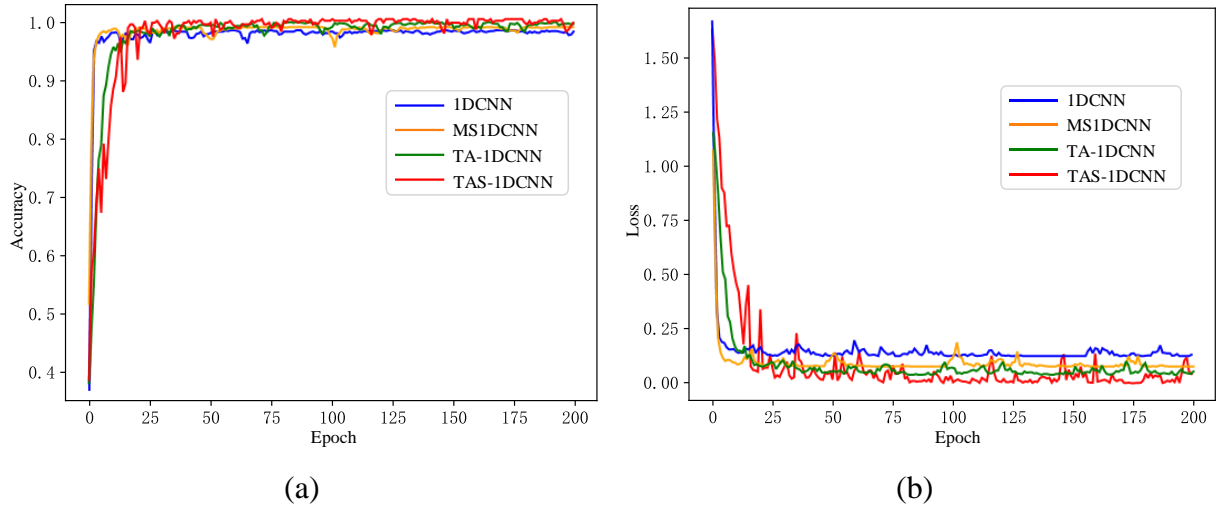 1.0
0.9
0.8
0.7
0.6
0.5
0.4
Accuracy
1DCNN
MS1DCNN
TA-1DCNN
TAS-1DCNN
0 25 50 75 100 125 150 175 200
Epoch
(a)
1.50
1.25
1.00
0.75
0.50
0.25
0.00
Loss
1DCNN
MS1DCNN
TA-1DCNN
TAS-1DCNN
0 25 50 75 100 125 150 175 200
Epoch
(b)